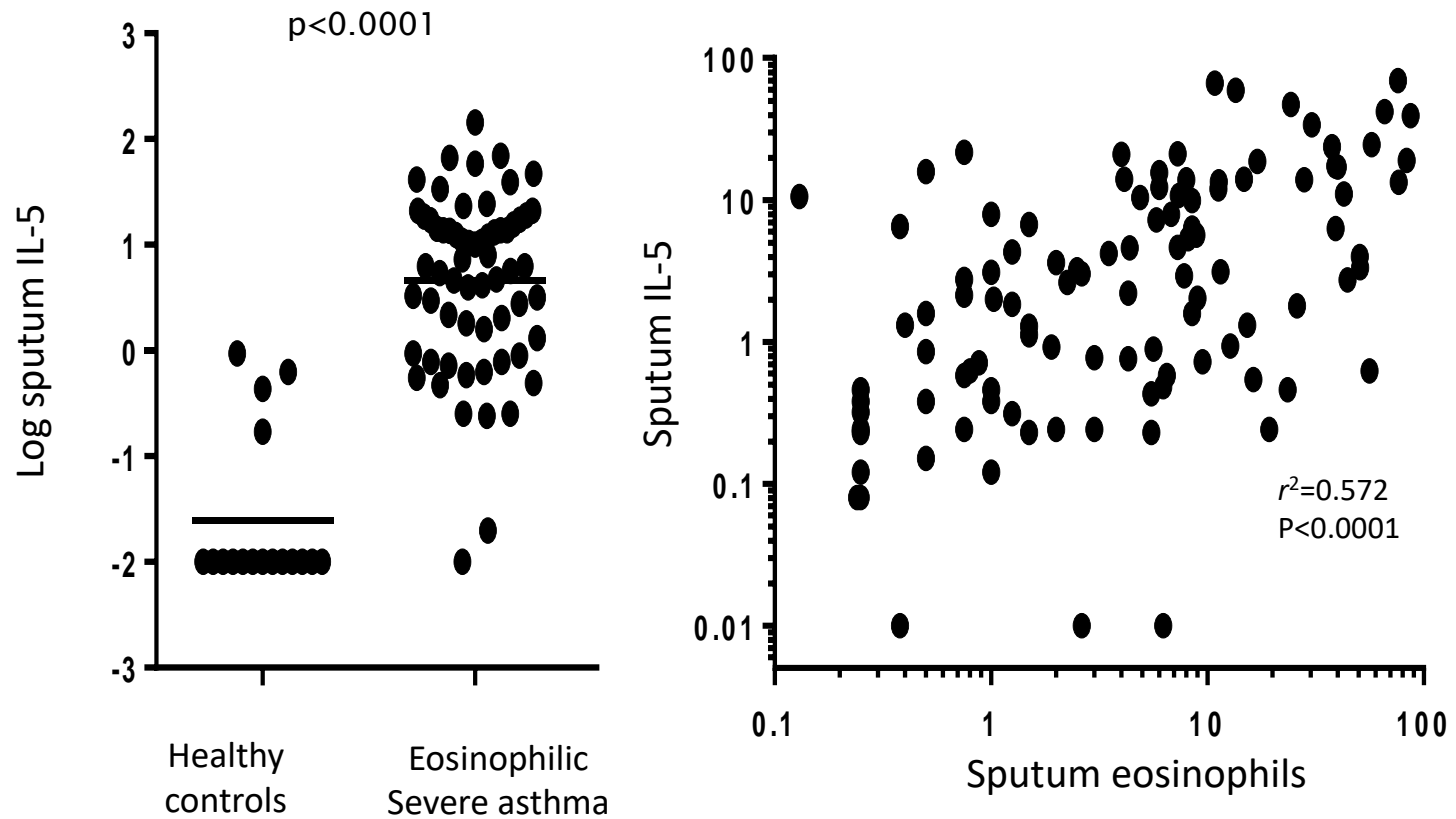 p<0.0001
3
2
1
0
-1
-2
-3
Log sputum IL-5
Healthy
controls
Eosinophilic
Severe asthma
100
10
1
0.1
0.01
Sputum IL-5
r²=0.572
P<0.0001
0.1
1
10
100
Sputum eosinophils